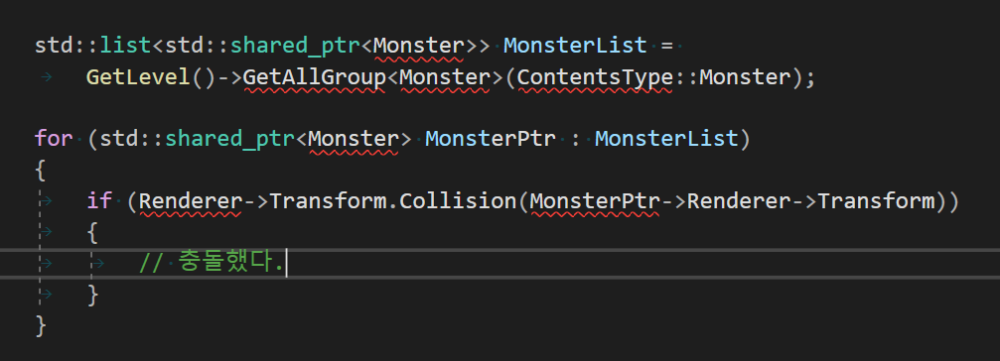 std::list<std::shared_ptr<Monster>> MonsterList =
GetLevel()->GetAllGroup<Monster>(ContentsType::Monster);
for (std::shared_ptr<Monster> MonsterPtr : MonsterList)
{
if (Renderer->Transform.Collision(MonsterPtr->Renderer->Transform))
{
// 충돌했다.
}
}